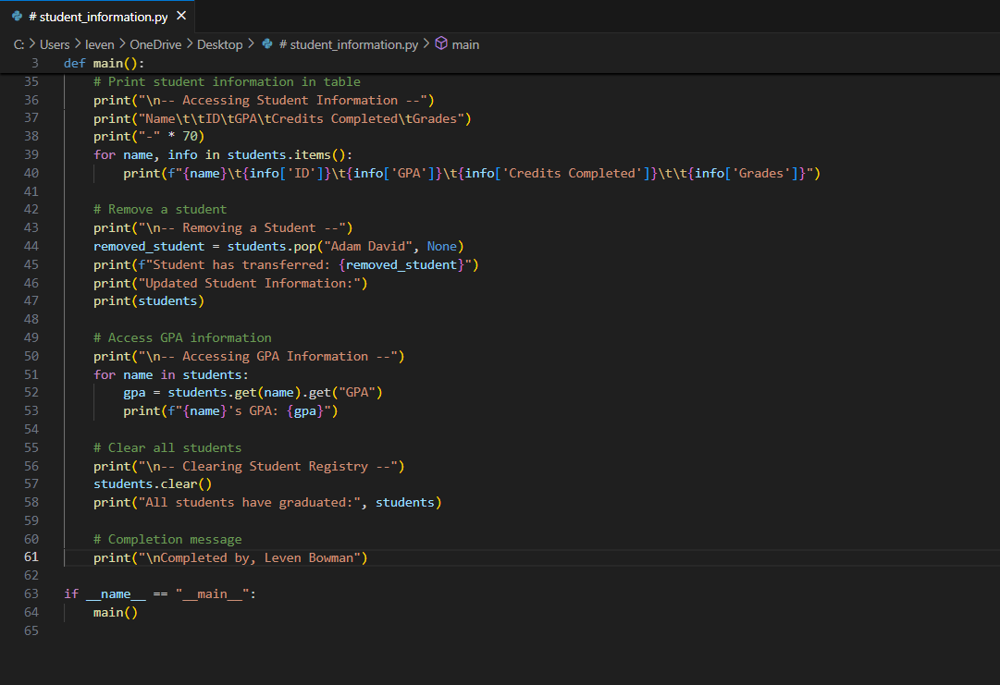 # student_information.py
C: > Users > leven > OneDrive > Desktop > # student_information.py > main
3 def main():
35     # Print student information in table
36     print("\n-- Accessing Student Information --")
37     print("Name\t\tID\tGPA\tCredits Completed\tGrades")
38     print("-" * 70)
39     for name, info in students.items():
40         print(f"{name}\t{info['ID']}\t{info['GPA']}\t{info['Credits Completed']}\t\t{info['Grades']}")
41
42     # Remove a student
43     print("\n-- Removing a Student --")
44     removed_student = students.pop("Adam David", None)
45     print(f"Student has transferred: {removed_student}")
46     print("Updated Student Information:")
47     print(students)
48
49     # Access GPA information
50     print("\n-- Accessing GPA Information --")
51     for name in students:
52         gpa = students.get(name).get("GPA")
53         print(f"{name}'s GPA: {gpa}")
54
55     # Clear all students
56     print("\n-- Clearing Student Registry --")
57     students.clear()
58     print("All students have graduated:", students)
59
60     # Completion message
61     print("\nCompleted by, Leven Bowman")
62
63 if __name__ == "__main__":
64     main()
65